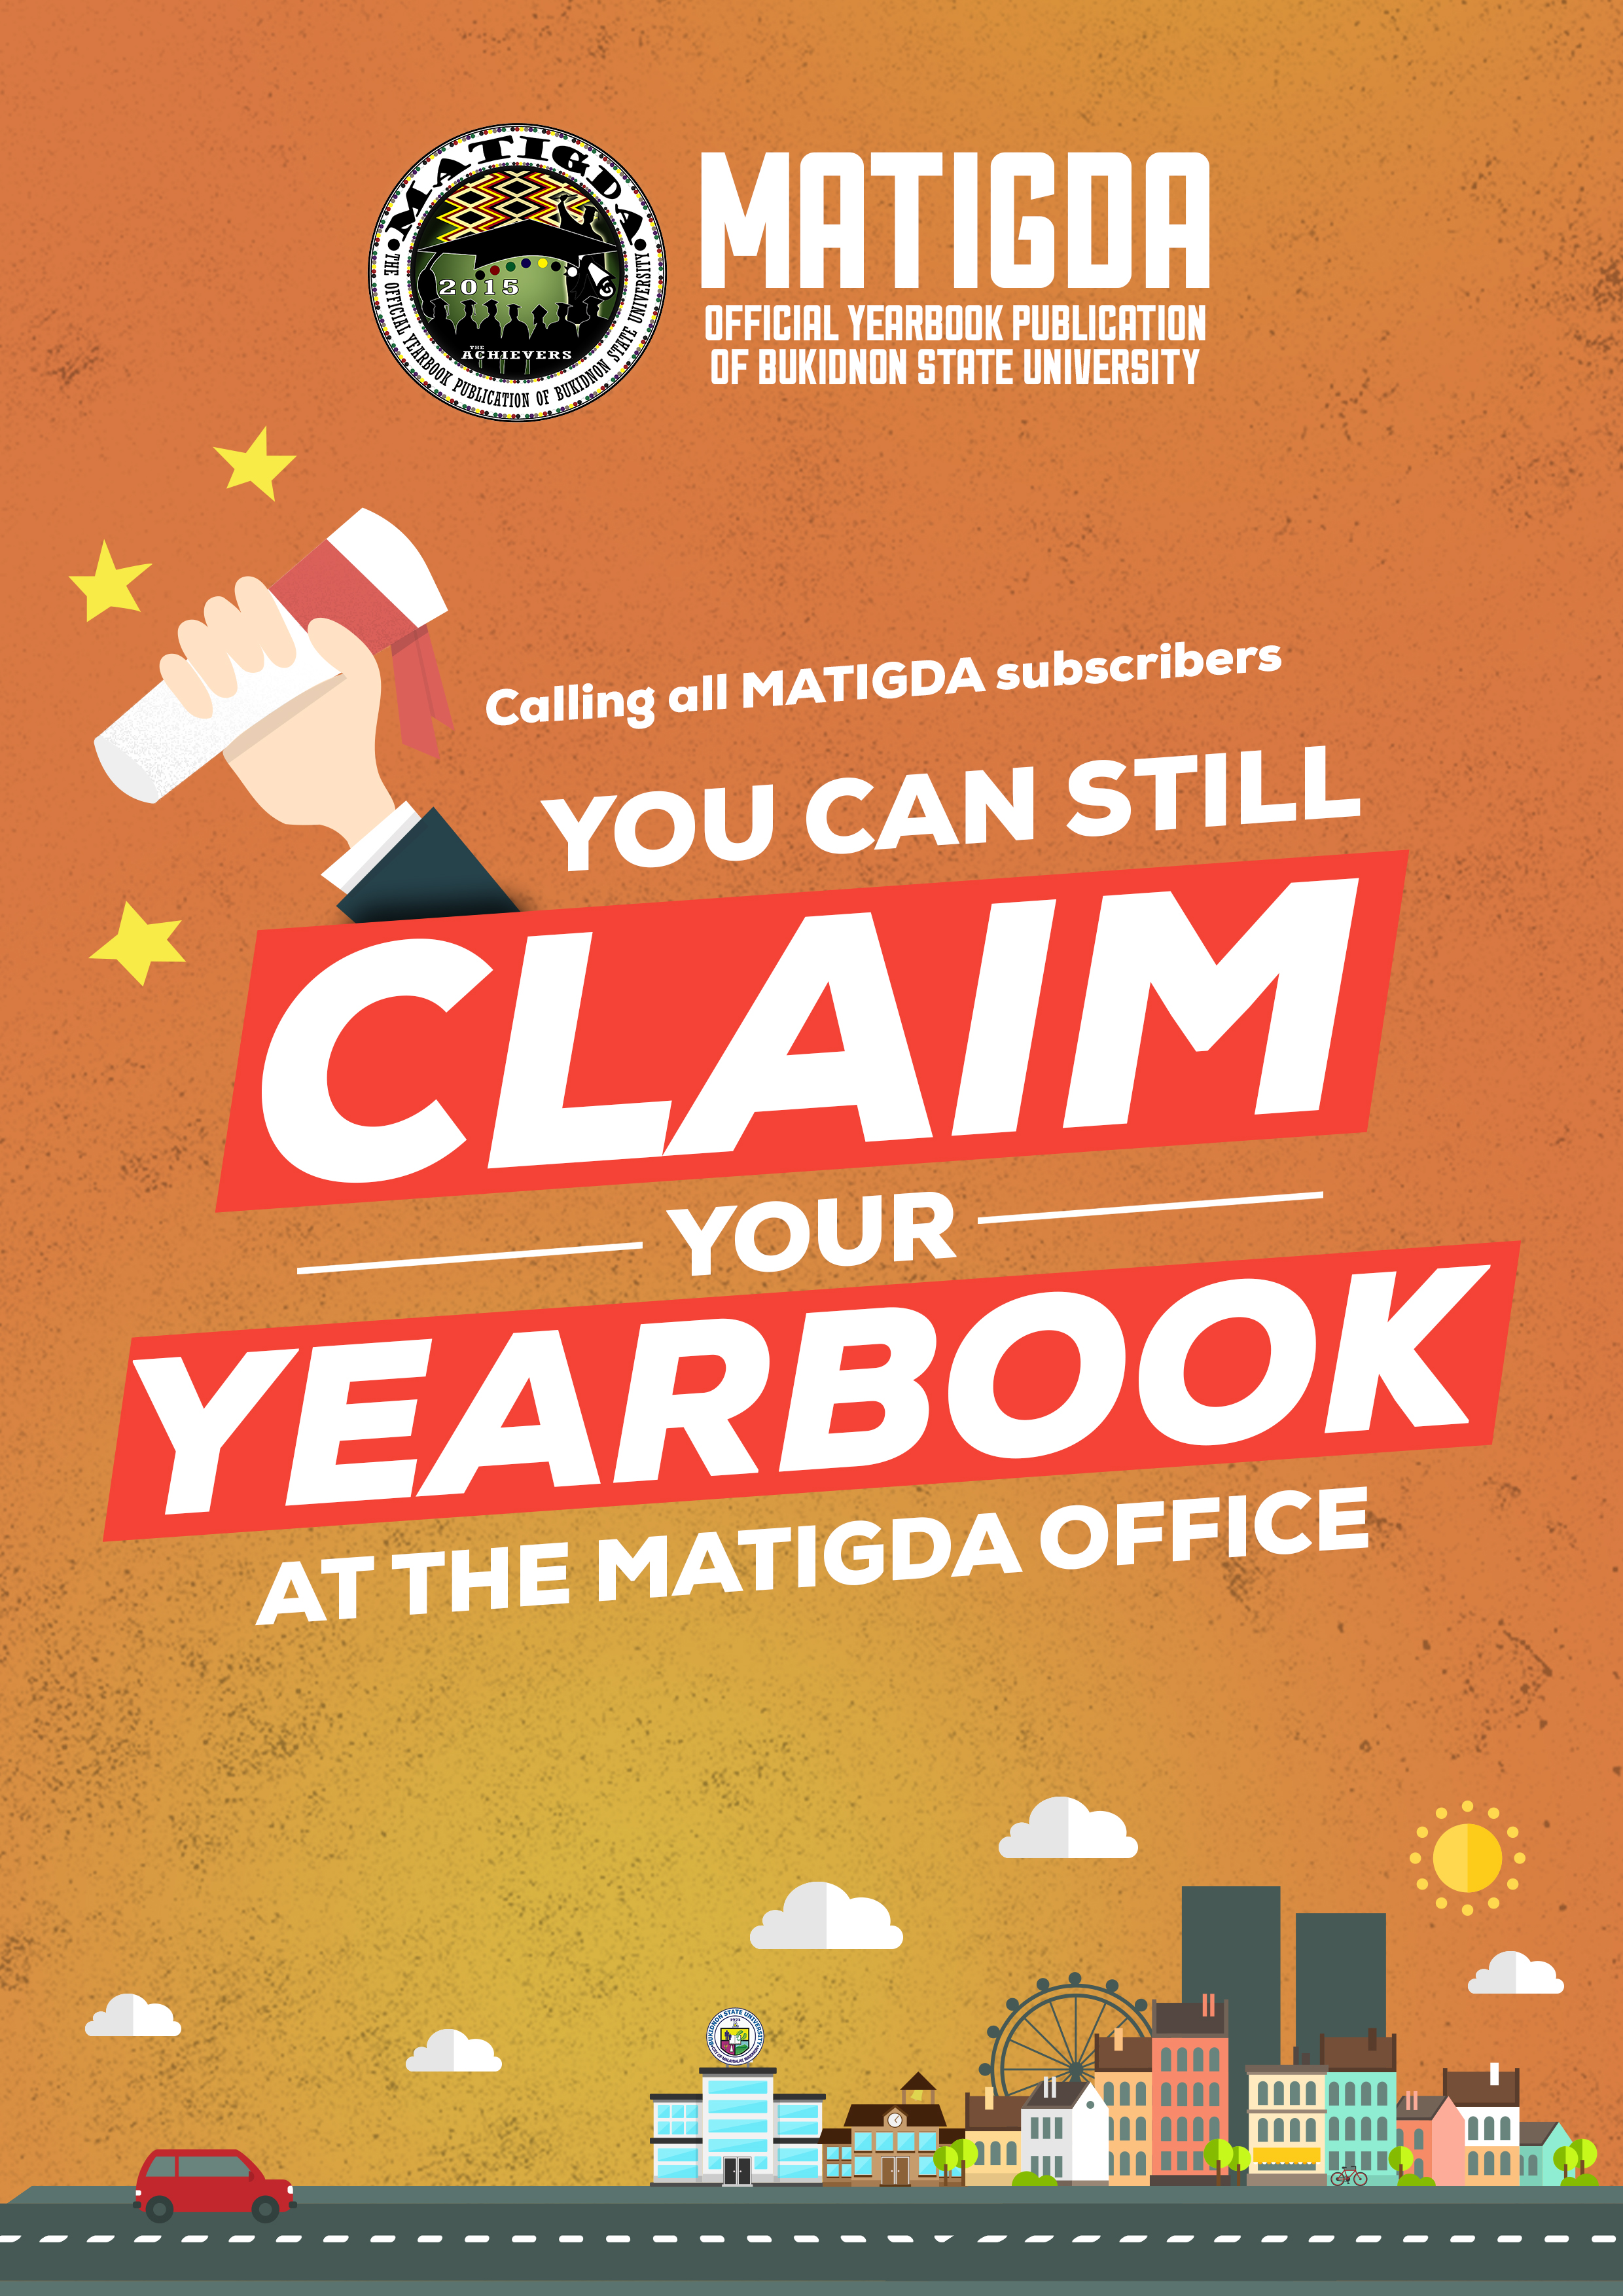 MATIGDA
THE OFFICIAL YEARBOOK PUBLICATION OF BUKIDNON STATE UNIVERSITY
2015
THE
ACHIEVERS
MATIGDA
OFFICIAL YEARBOOK PUBLICATION
OF BUKIDNON STATE UNIVERSITY
Calling all MATIGDA subscribers
YOU CAN STILL
CLAIM
YOUR
YEARBOOK
AT THE MATIGDA OFFICE
BUKIDNON STATE UNIVERSITY